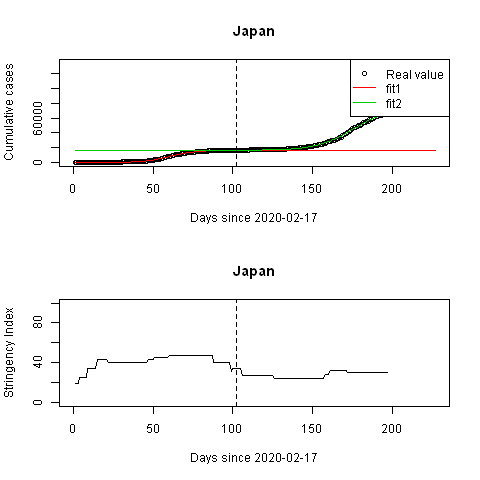 Japan
Cumulative cases
0 60000
Real value
fit1
fit2
0 50 100 150 200
Days since 2020-02-17
Japan
Stringency Index
0 40 80
0 50 100 150 200
Days since 2020-02-17